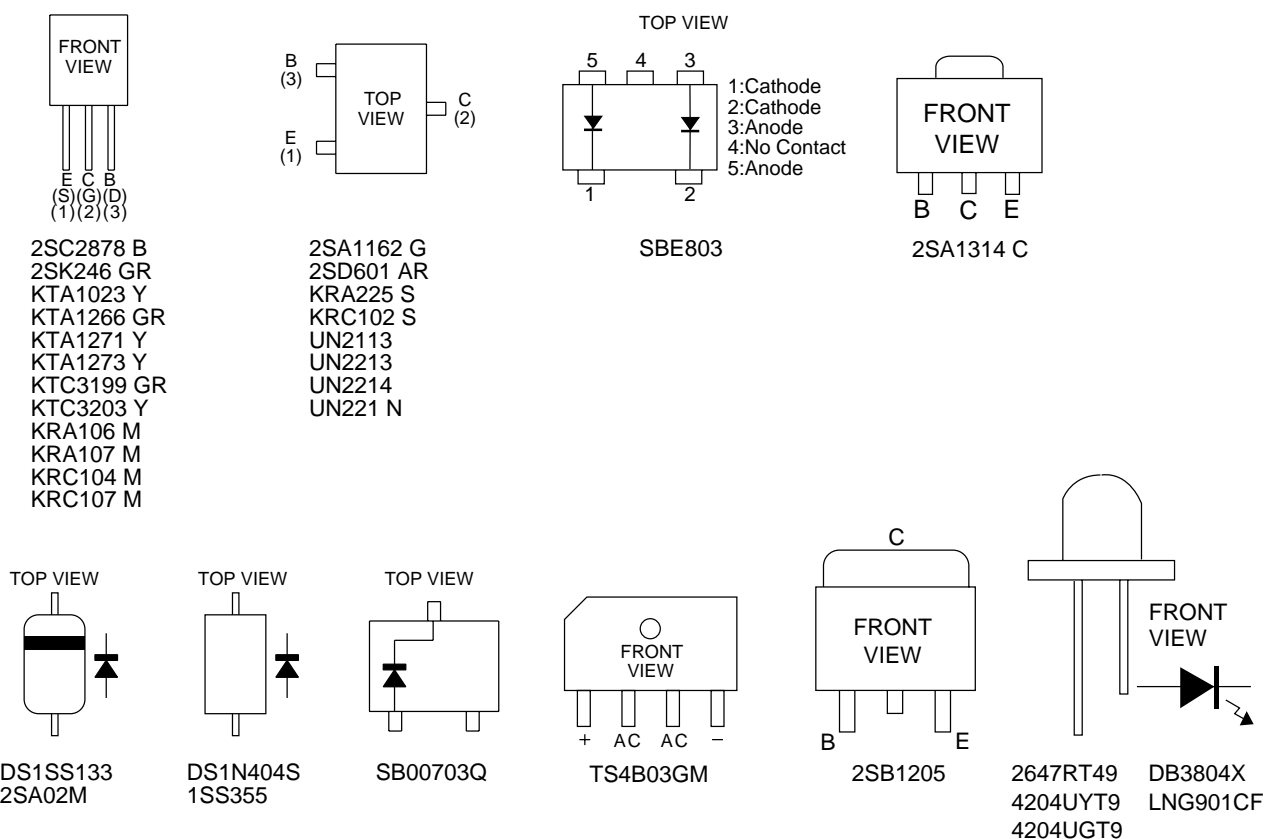 FRONT
VIEW
E C B
(S)(G)(D)
(1)(2)(3)
2SC2878 B
2SK246 GR
KTA1023 Y
KTA1266 GR
KTA1271 Y
KTA1273 Y
KTC3199 GR
KTC3203 Y
KRA106 M
KRA107 M
KRC104 M
KRC107 M
B
(3)
TOP
VIEW
C
(2)
E
(1)
2SA1162 G
2SD601 AR
KRA225 S
KRC102 S
UN2113
UN2213
UN2214
UN221 N
TOP VIEW
5 4 3
1:Cathode
2:Cathode
3:Anode
4:No Contact
5:Anode
1 2
SBE803
FRONT
VIEW
B C E
2SA1314 C
TOP VIEW
DS1SS133
2SA02M
TOP VIEW
DS1N404S
1SS355
TOP VIEW
SB00703Q
FRONT
VIEW
+ AC AC −
TS4B03GM
C
FRONT
VIEW
B E
2SB1205
FRONT
VIEW
2647RT49 DB3804X
4204UYT9 LNG901CF
4204UGT9